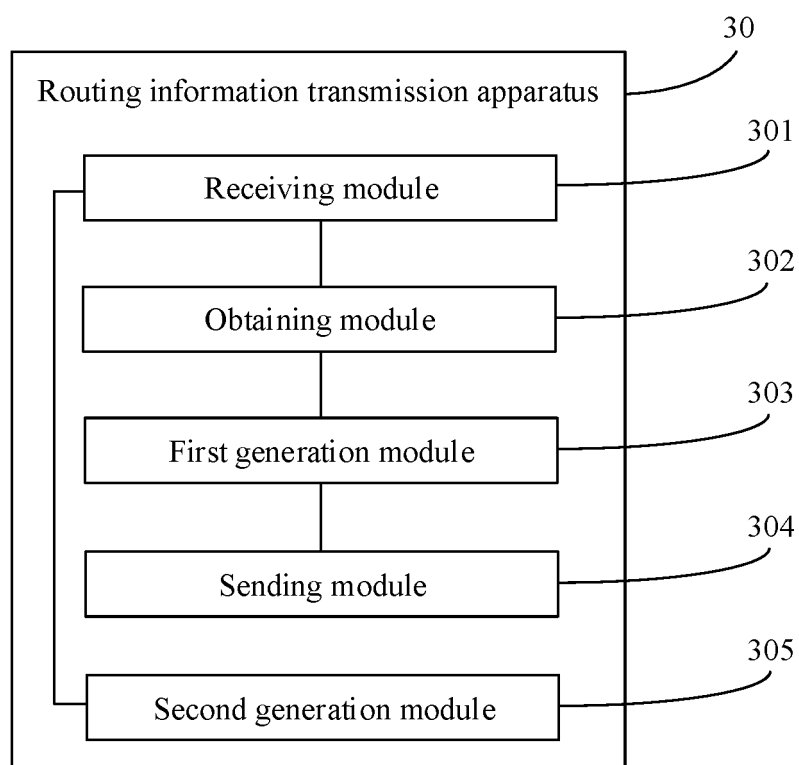 30
Routing information transmission apparatus
301
Receiving module
302
Obtaining module
303
First generation module
304
Sending module
305
Second generation module